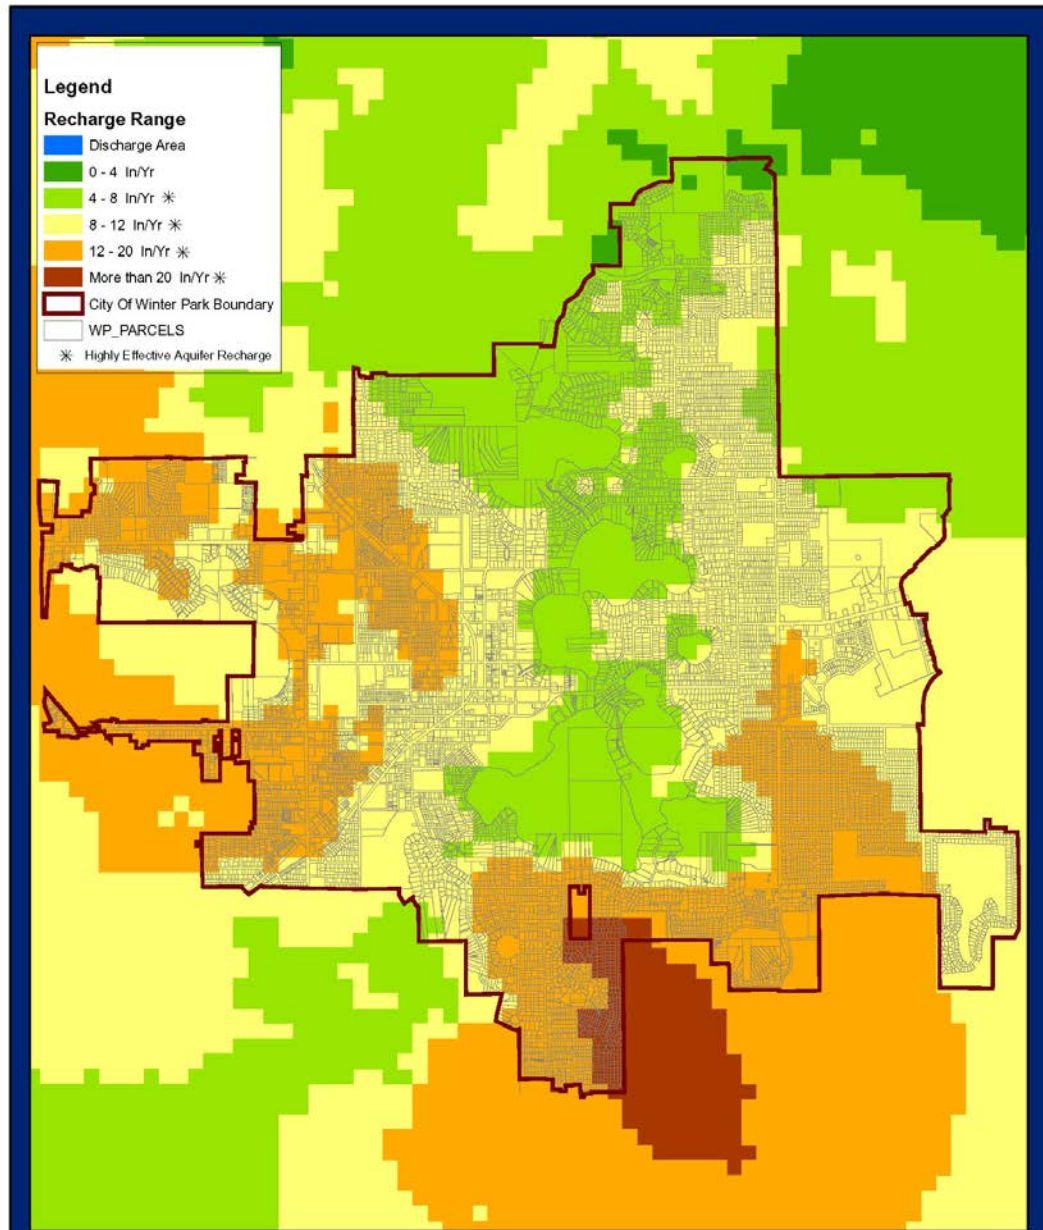 Legend
Recharge Range
Discharge Area
0 - 4 In/Yr
4 - 8 In/Yr ✳
8 - 12 In/Yr ✳
12 - 20 In/Yr ✳
More than 20 In/Yr ✳
City Of Winter Park Boundary
WP_PARCELS
✳ Highly Effective Aquifer Recharge